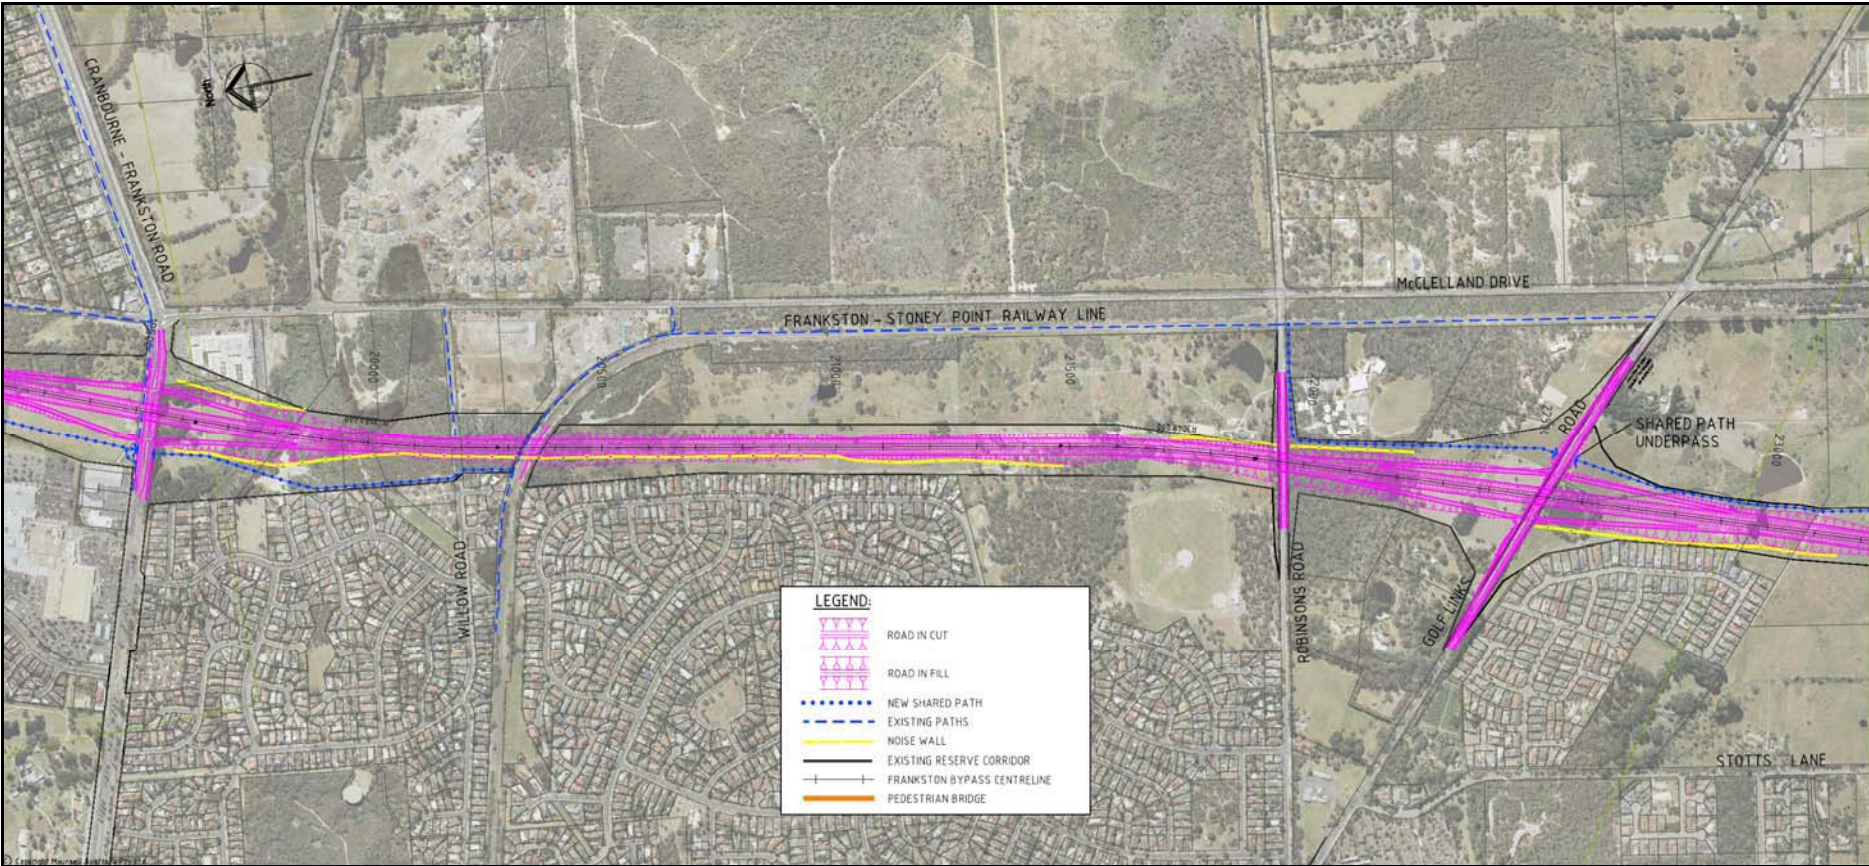 CRANBOURNE - FRANKSTON ROAD
North
McCLELLAND DRIVE
FRANKSTON - STONEY POINT RAILWAY LINE
20000
20500
21000
21500
22000
23000
ROAD
SHARED PATH
UNDERPASS
WILLOW ROAD
ROBINSONS ROAD
GOLF LINKS
STOTTS LANE
LEGEND:
ROAD IN CUT
ROAD IN FILL
NEW SHARED PATH
EXISTING PATHS
NOISE WALL
EXISTING RESERVE CORRIDOR
FRANKSTON BYPASS CENTRELINE
PEDESTRIAN BRIDGE